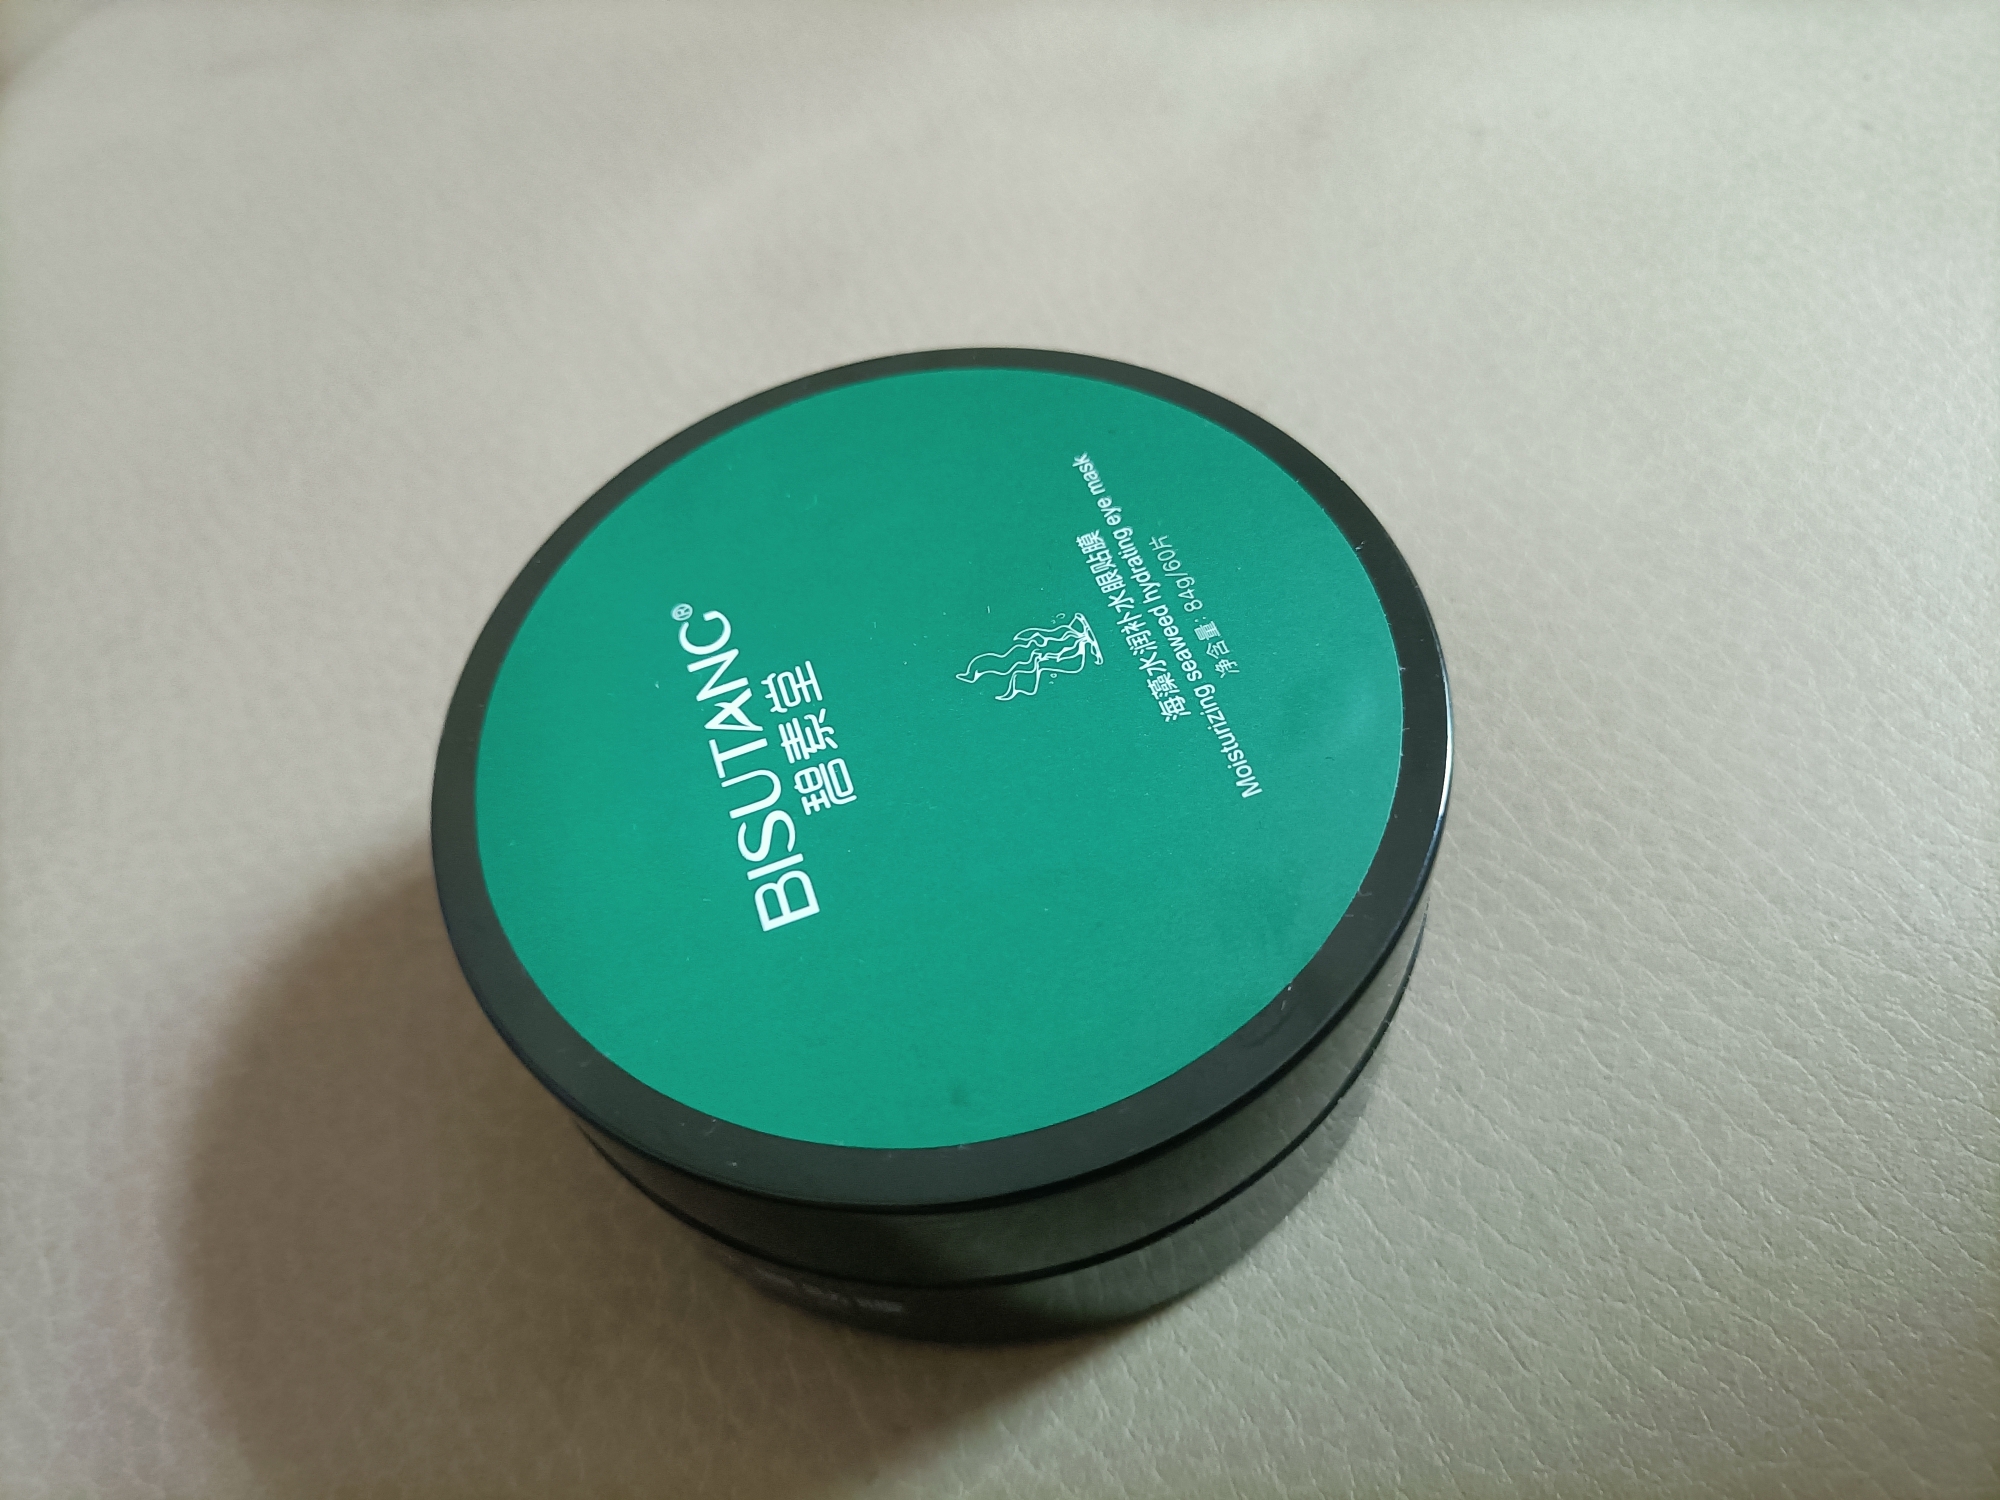 BISUTANC®
碧素堂
海藻水润补水眼贴膜
Moisturizing seaweed hydrating eye mask
净含量: 84g/60片